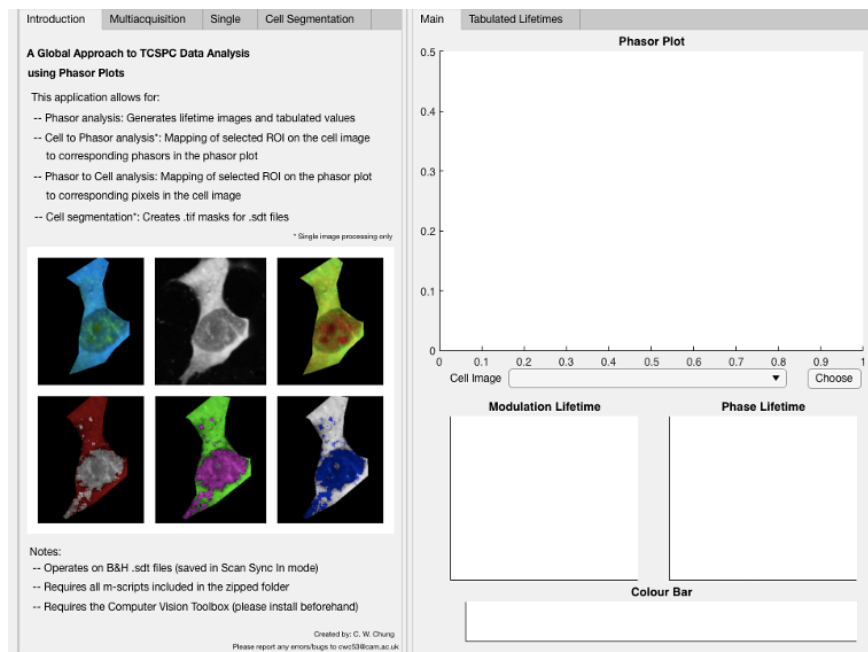 Introduction
Multiacquisition
Single
Cell Segmentation
A Global Approach to TCSPC Data Analysis
using Phasor Plots
This application allows for:
-- Phasor analysis: Generates lifetime images and tabulated values
-- Cell to Phasor analysis*: Mapping of selected ROI on the cell image
to corresponding phasors in the phasor plot
-- Phasor to Cell analysis: Mapping of selected ROI on the phasor plot
to corresponding pixels in the cell image
-- Cell segmentation*: Creates .tif masks for .sdt files
* Single image processing only
Notes:
-- Operates on B&H .sdt files (saved in Scan Sync In mode)
-- Requires all m-scripts included in the zipped folder
-- Requires the Computer Vision Toolbox (please install beforehand)
Created by: C. W. Chung
Please report any errors/bugs to cwc53@cam.ac.uk
Main
Tabulated Lifetimes
Phasor Plot
0.5
0.4
0.3
0.2
0.1
0
0 0.1 0.2 0.3 0.4 0.5 0.6 0.7 0.8 0.9 1
Cell Image
Choose
Modulation Lifetime
Phase Lifetime
Colour Bar